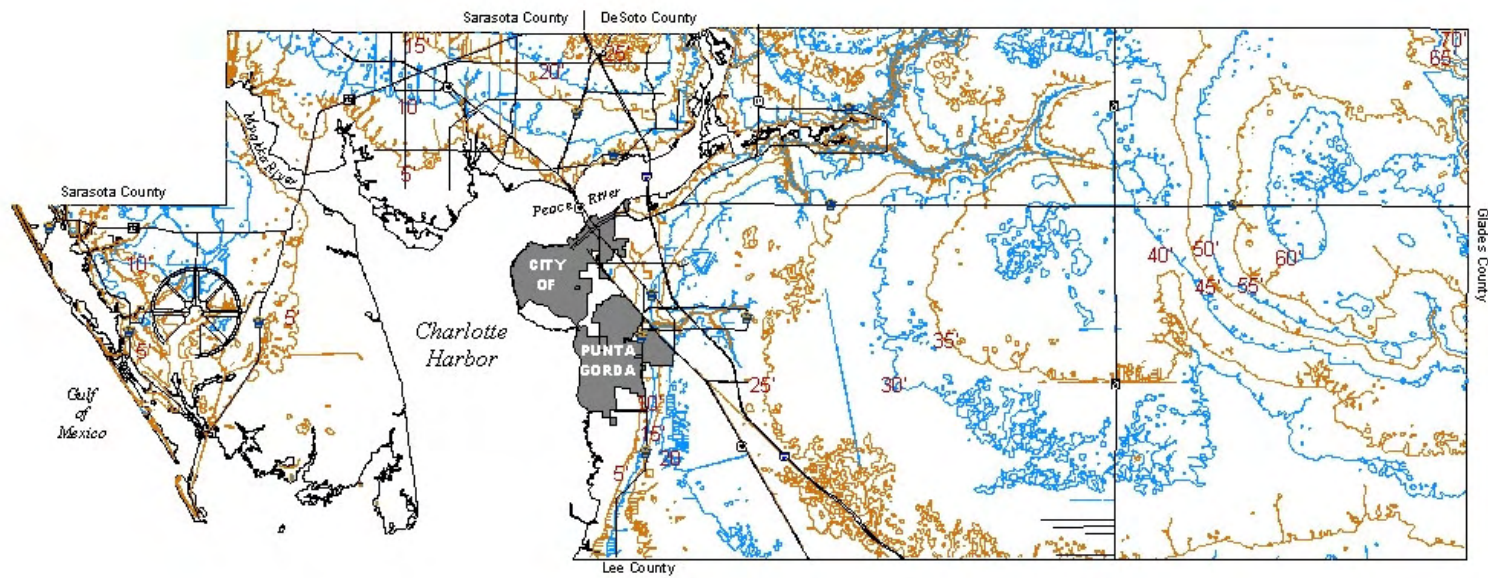 Sarasota County
DeSoto County
15'
20'
25'
70'
65'
10'
5'
Myakka River
Sarasota County
Peace River
Glades County
10'
5'
5'
CITY
OF
PUNTA
GORDA
Charlotte
Harbor
Gulf
of
Mexico
40'
50'
45'
55'
60'
35'
30'
25'
10'
15'
20'
5'
Lee County